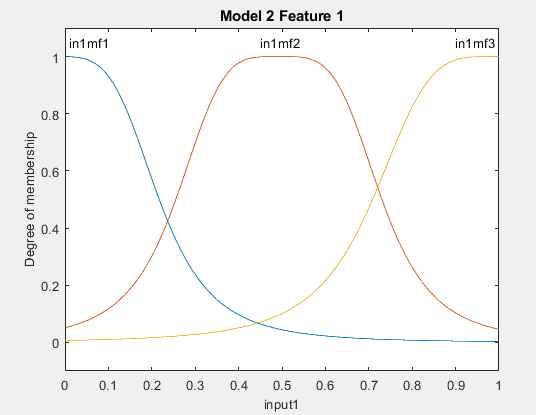 Model 2 Feature 1
in1mf1 in1mf2 in1mf3
1
0.8
0.6
0.4
0.2
0
Degree of membership
0 0.1 0.2 0.3 0.4 0.5 0.6 0.7 0.8 0.9 1
input1